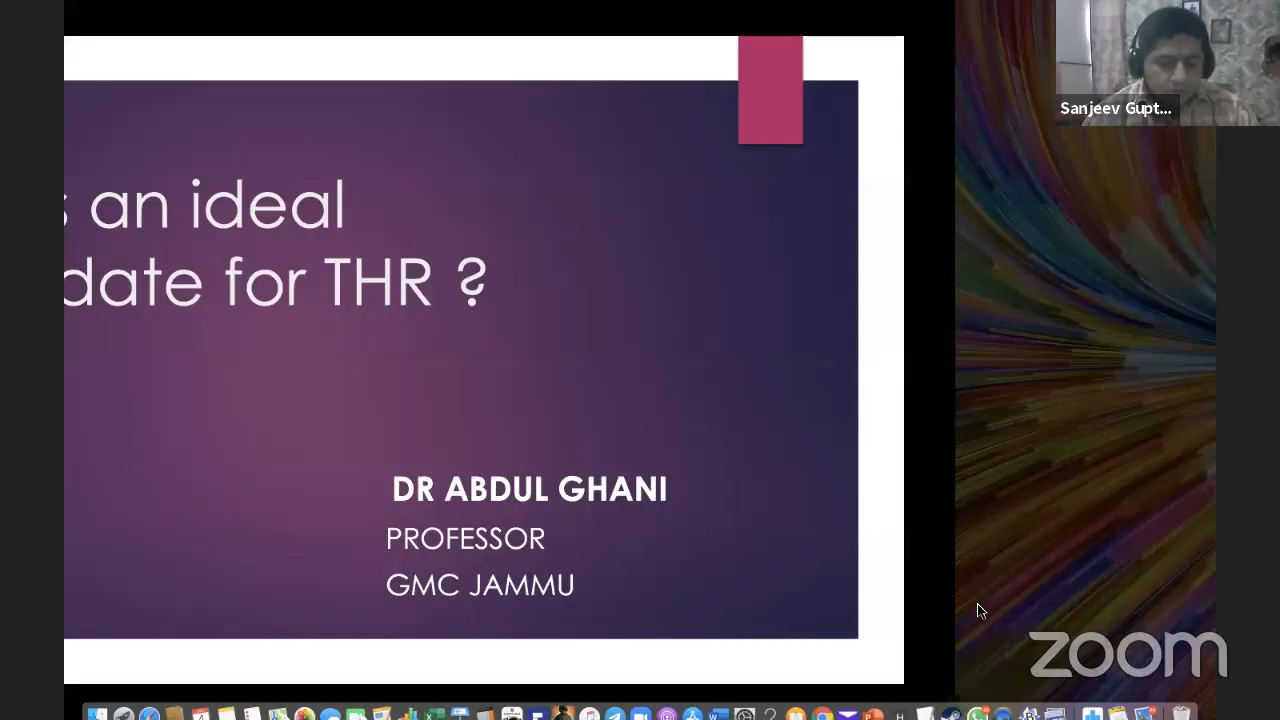 an ideal
date for THR ?
DR ABDUL GHANI
PROFESSOR
GMC JAMMU
Sanjeev Gupt...
zoom